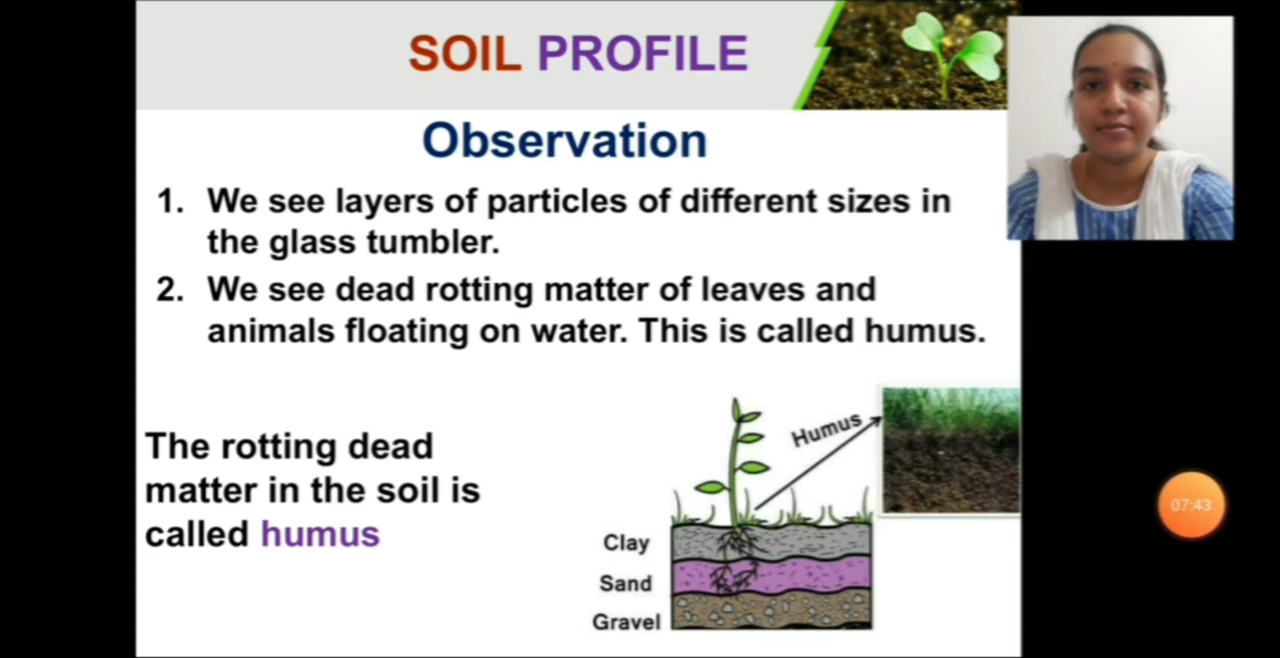 SOIL PROFILE
Observation
1. We see layers of particles of different sizes in
the glass tumbler.
2. We see dead rotting matter of leaves and
animals floating on water. This is called humus.
The rotting dead
matter in the soil is
called humus
Humus
Clay
Sand
Gravel
07:43